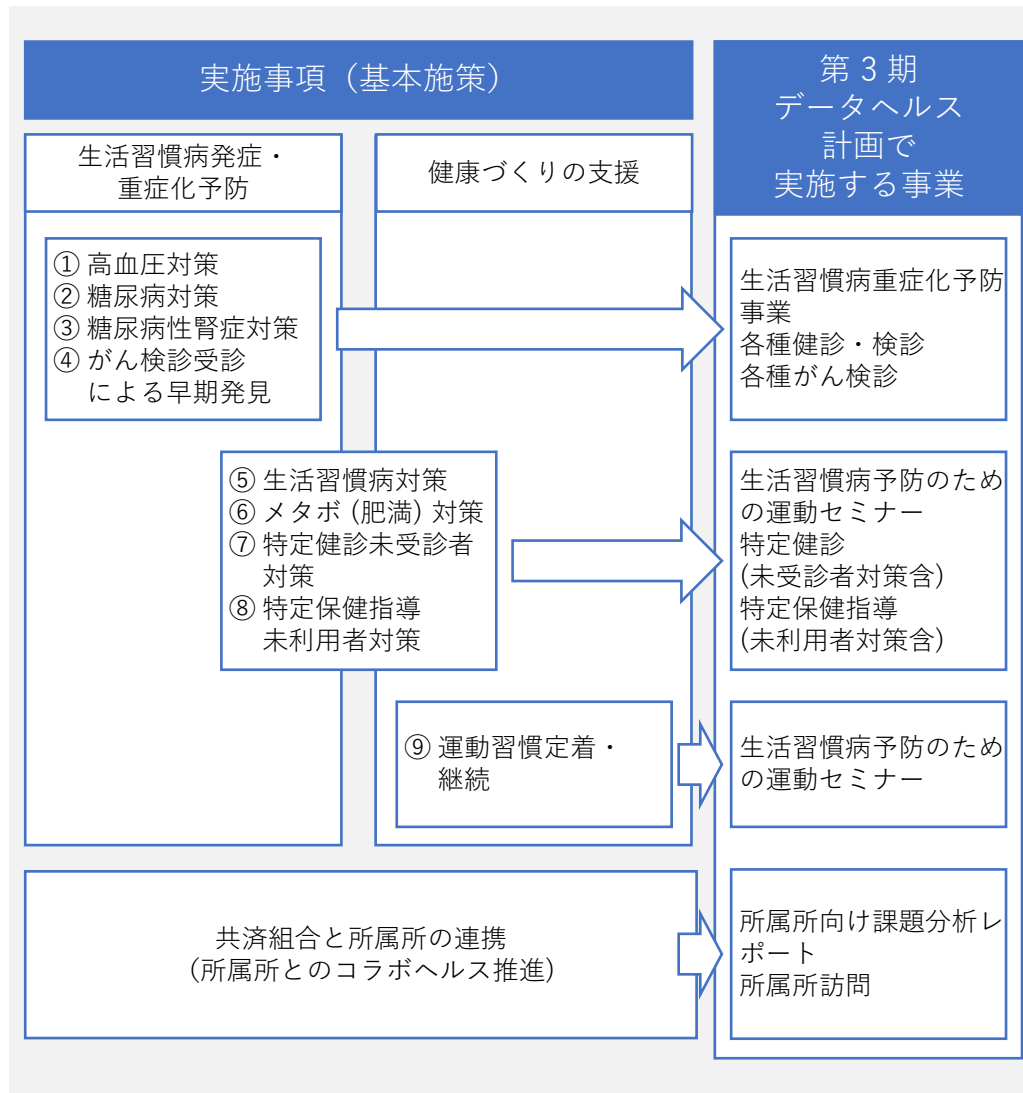 実施事項（基本施策）
第３期
データヘルス
計画で
実施する事業
生活習慣病発症・
重症化予防
健康づくりの支援
① 高血圧対策
② 糖尿病対策
③ 糖尿病性腎症対策
④ がん検診受診
による早期発見
生活習慣病重症化予防
事業
各種健診・検診
各種がん検診
⑤ 生活習慣病対策
⑥ メタボ (肥満) 対策
⑦ 特定健診未受診者
対策
⑧ 特定保健指導
未利用者対策
生活習慣病予防のため
の運動セミナー
特定健診
(未受診者対策含)
特定保健指導
(未利用者対策含)
⑨ 運動習慣定着・
継続
生活習慣病予防のため
の運動セミナー
共済組合と所属所の連携
(所属所とのコラボヘルス推進)
所属所向け課題分析レ
ポート
所属所訪問